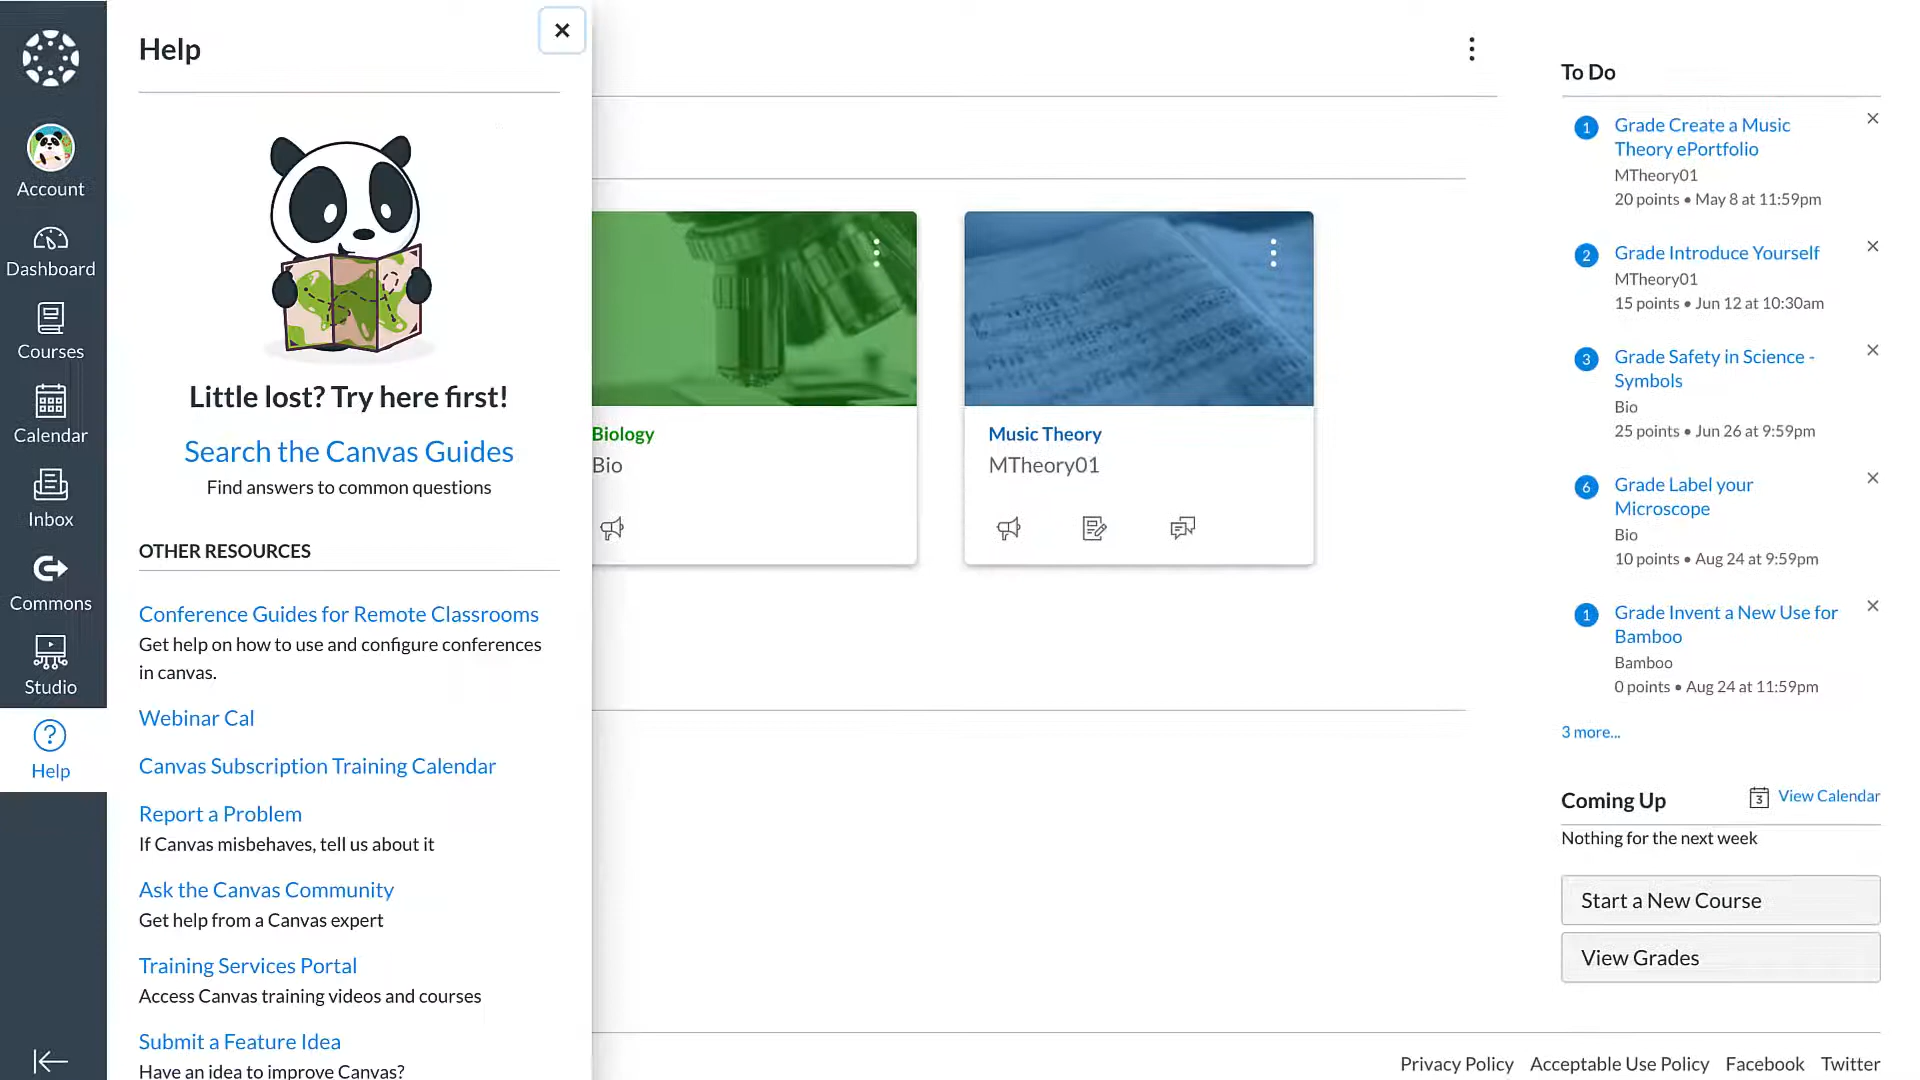 Account
Dashboard
Courses
Calendar
Inbox
Commons
Studio
Help
Help
Little lost? Try here first!
Search the Canvas Guides
Find answers to common questions
OTHER RESOURCES
Conference Guides for Remote Classrooms
Get help on how to use and configure conferences
in canvas.
Webinar Cal
Canvas Subscription Training Calendar
Report a Problem
If Canvas misbehaves, tell us about it
Ask the Canvas Community
Get help from a Canvas expert
Training Services Portal
Access Canvas training videos and courses
Submit a Feature Idea
Have an idea to improve Canvas?
Biology
Bio
Music Theory
MTheory01
To Do
1
Grade Create a Music
Theory ePortfolio
MTheory01
20 points • May 8 at 11:59pm
2
Grade Introduce Yourself
MTheory01
15 points • Jun 12 at 10:30am
3
Grade Safety in Science -
Symbols
Bio
25 points • Jun 26 at 9:59pm
6
Grade Label your
Microscope
Bio
10 points • Aug 24 at 9:59pm
1
Grade Invent a New Use for
Bamboo
Bamboo
0 points • Aug 24 at 11:59pm
3 more...
Coming Up
3 View Calendar
Nothing for the next week
Start a New Course
View Grades
Privacy Policy Acceptable Use Policy Facebook Twitter